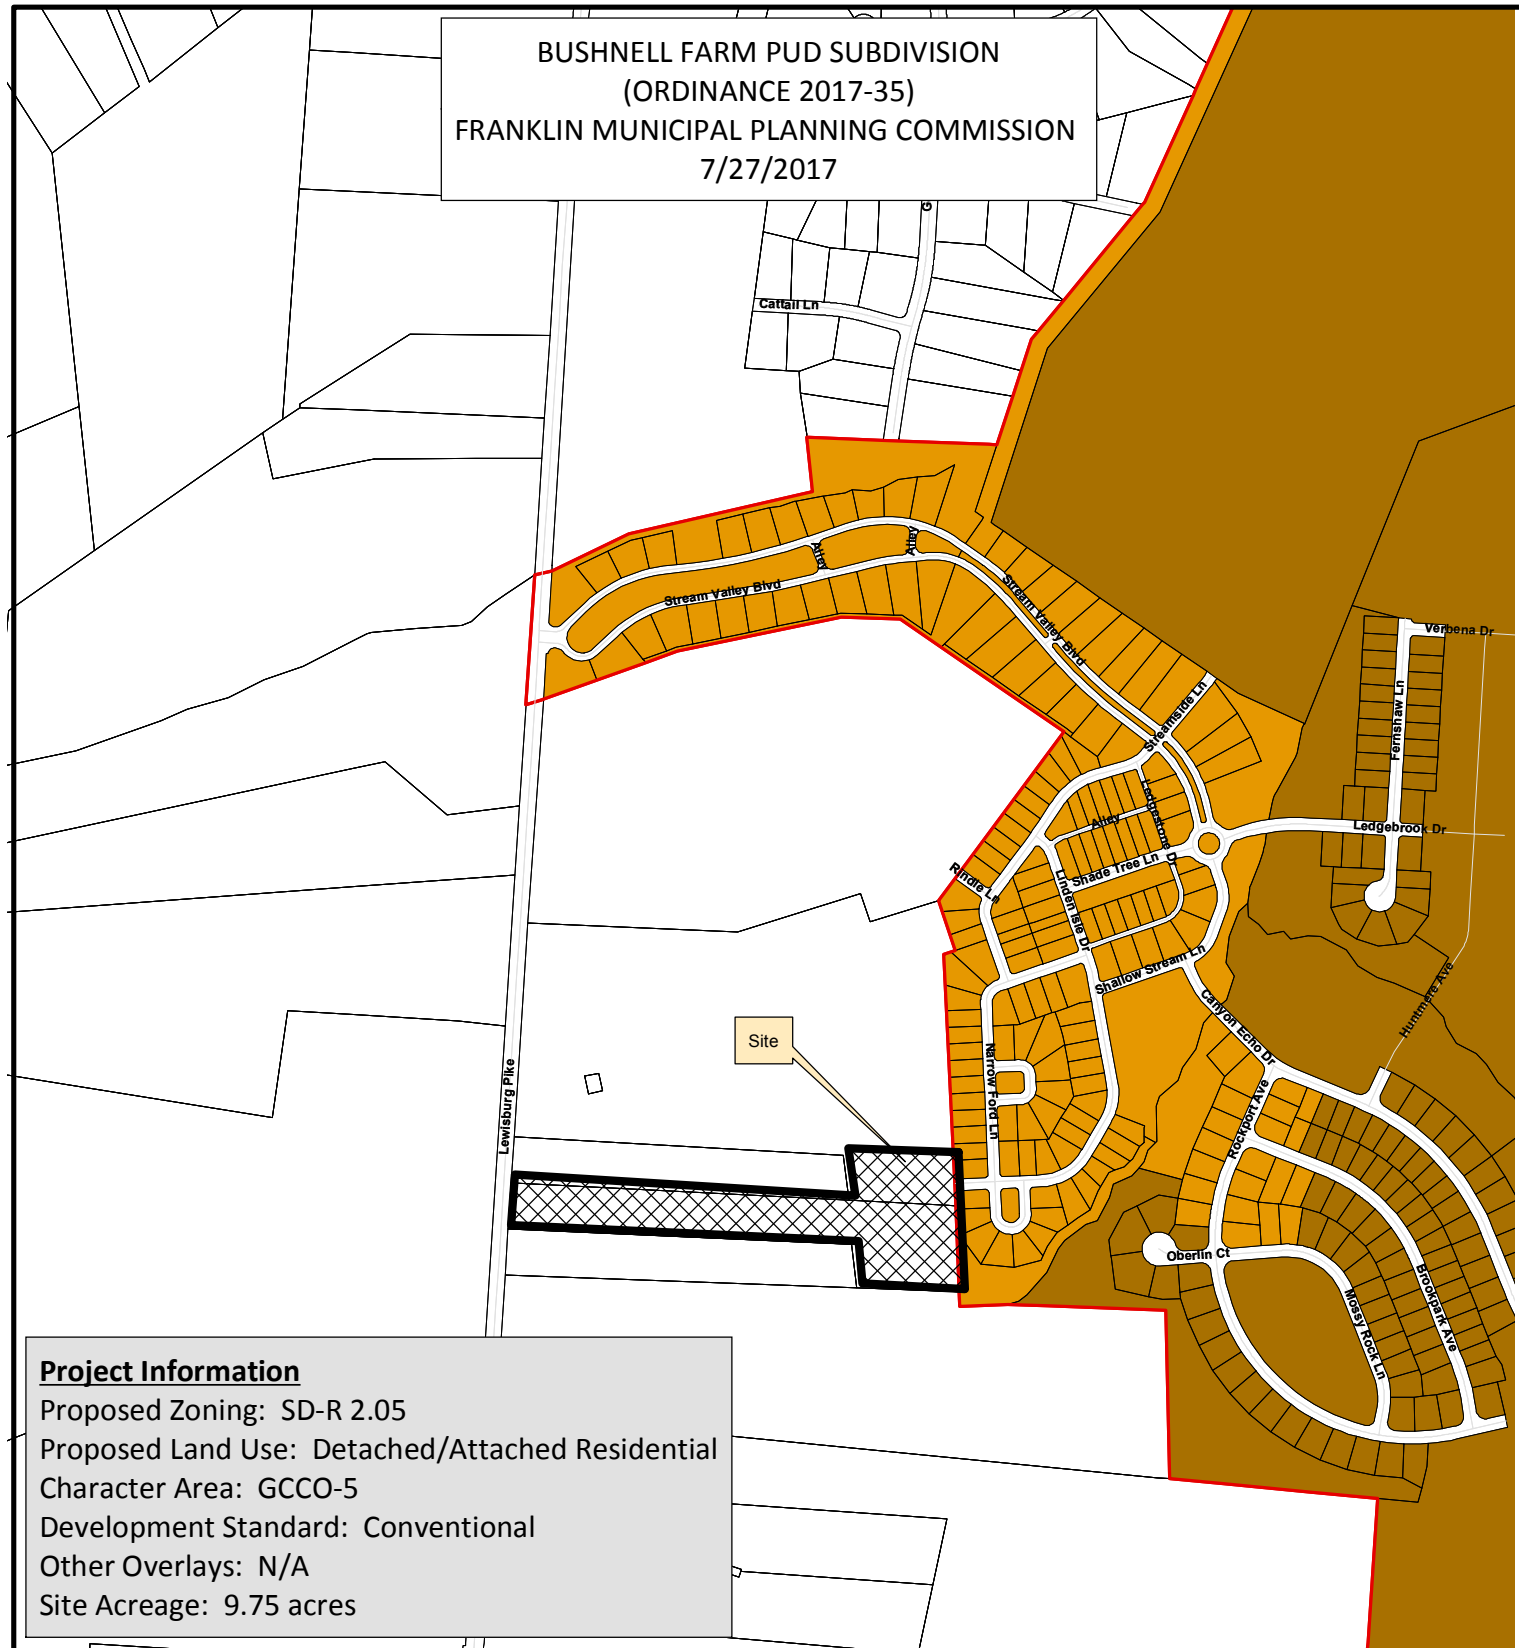 BUSHNELL FARM PUD SUBDIVISION
(ORDINANCE 2017-35)
FRANKLIN MUNICIPAL PLANNING COMMISSION
7/27/2017
G
Cattail Ln
Alley
Alley
Stream Valley Blvd
Stream Valley Blvd
Streamside Ln
Verbena Dr
Fernshaw Ln
Ledgebrook Dr
Ledgestone Dr
Alley
Shade Tree Ln
Rindle Ln
Linden Isle Dr
Shallow Stream Ln
Canyon Echo Dr
Huntmere Ave
Site
Narrow Ford Ln
Lewisburg Pike
Rockport Ave
Oberlin Ct
Mossy Rock Ln
Brookpark Ave
Project Information
Proposed Zoning: SD-R 2.05
Proposed Land Use: Detached/Attached Residential
Character Area: GCCO-5
Development Standard: Conventional
Other Overlays: N/A
Site Acreage: 9.75 acres